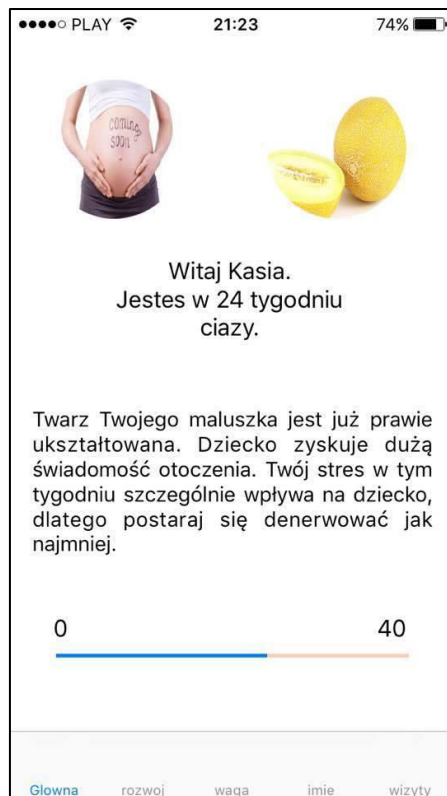 PLAY 21:23 74%
COMING
SOON
Witaj Kasia.
Jestes w 24 tygodniu
ciazy.
Twarz Twojego maluszka jest już prawie
ukształtowana. Dziecko zyskuje dużą
świadomość otoczenia. Twój stres w tym
tygodniu szczególnie wpływa na dziecko,
dlatego postaraj się denerwować jak
najmniej.
0 40
Glowna rozwoj waga imie wizyty